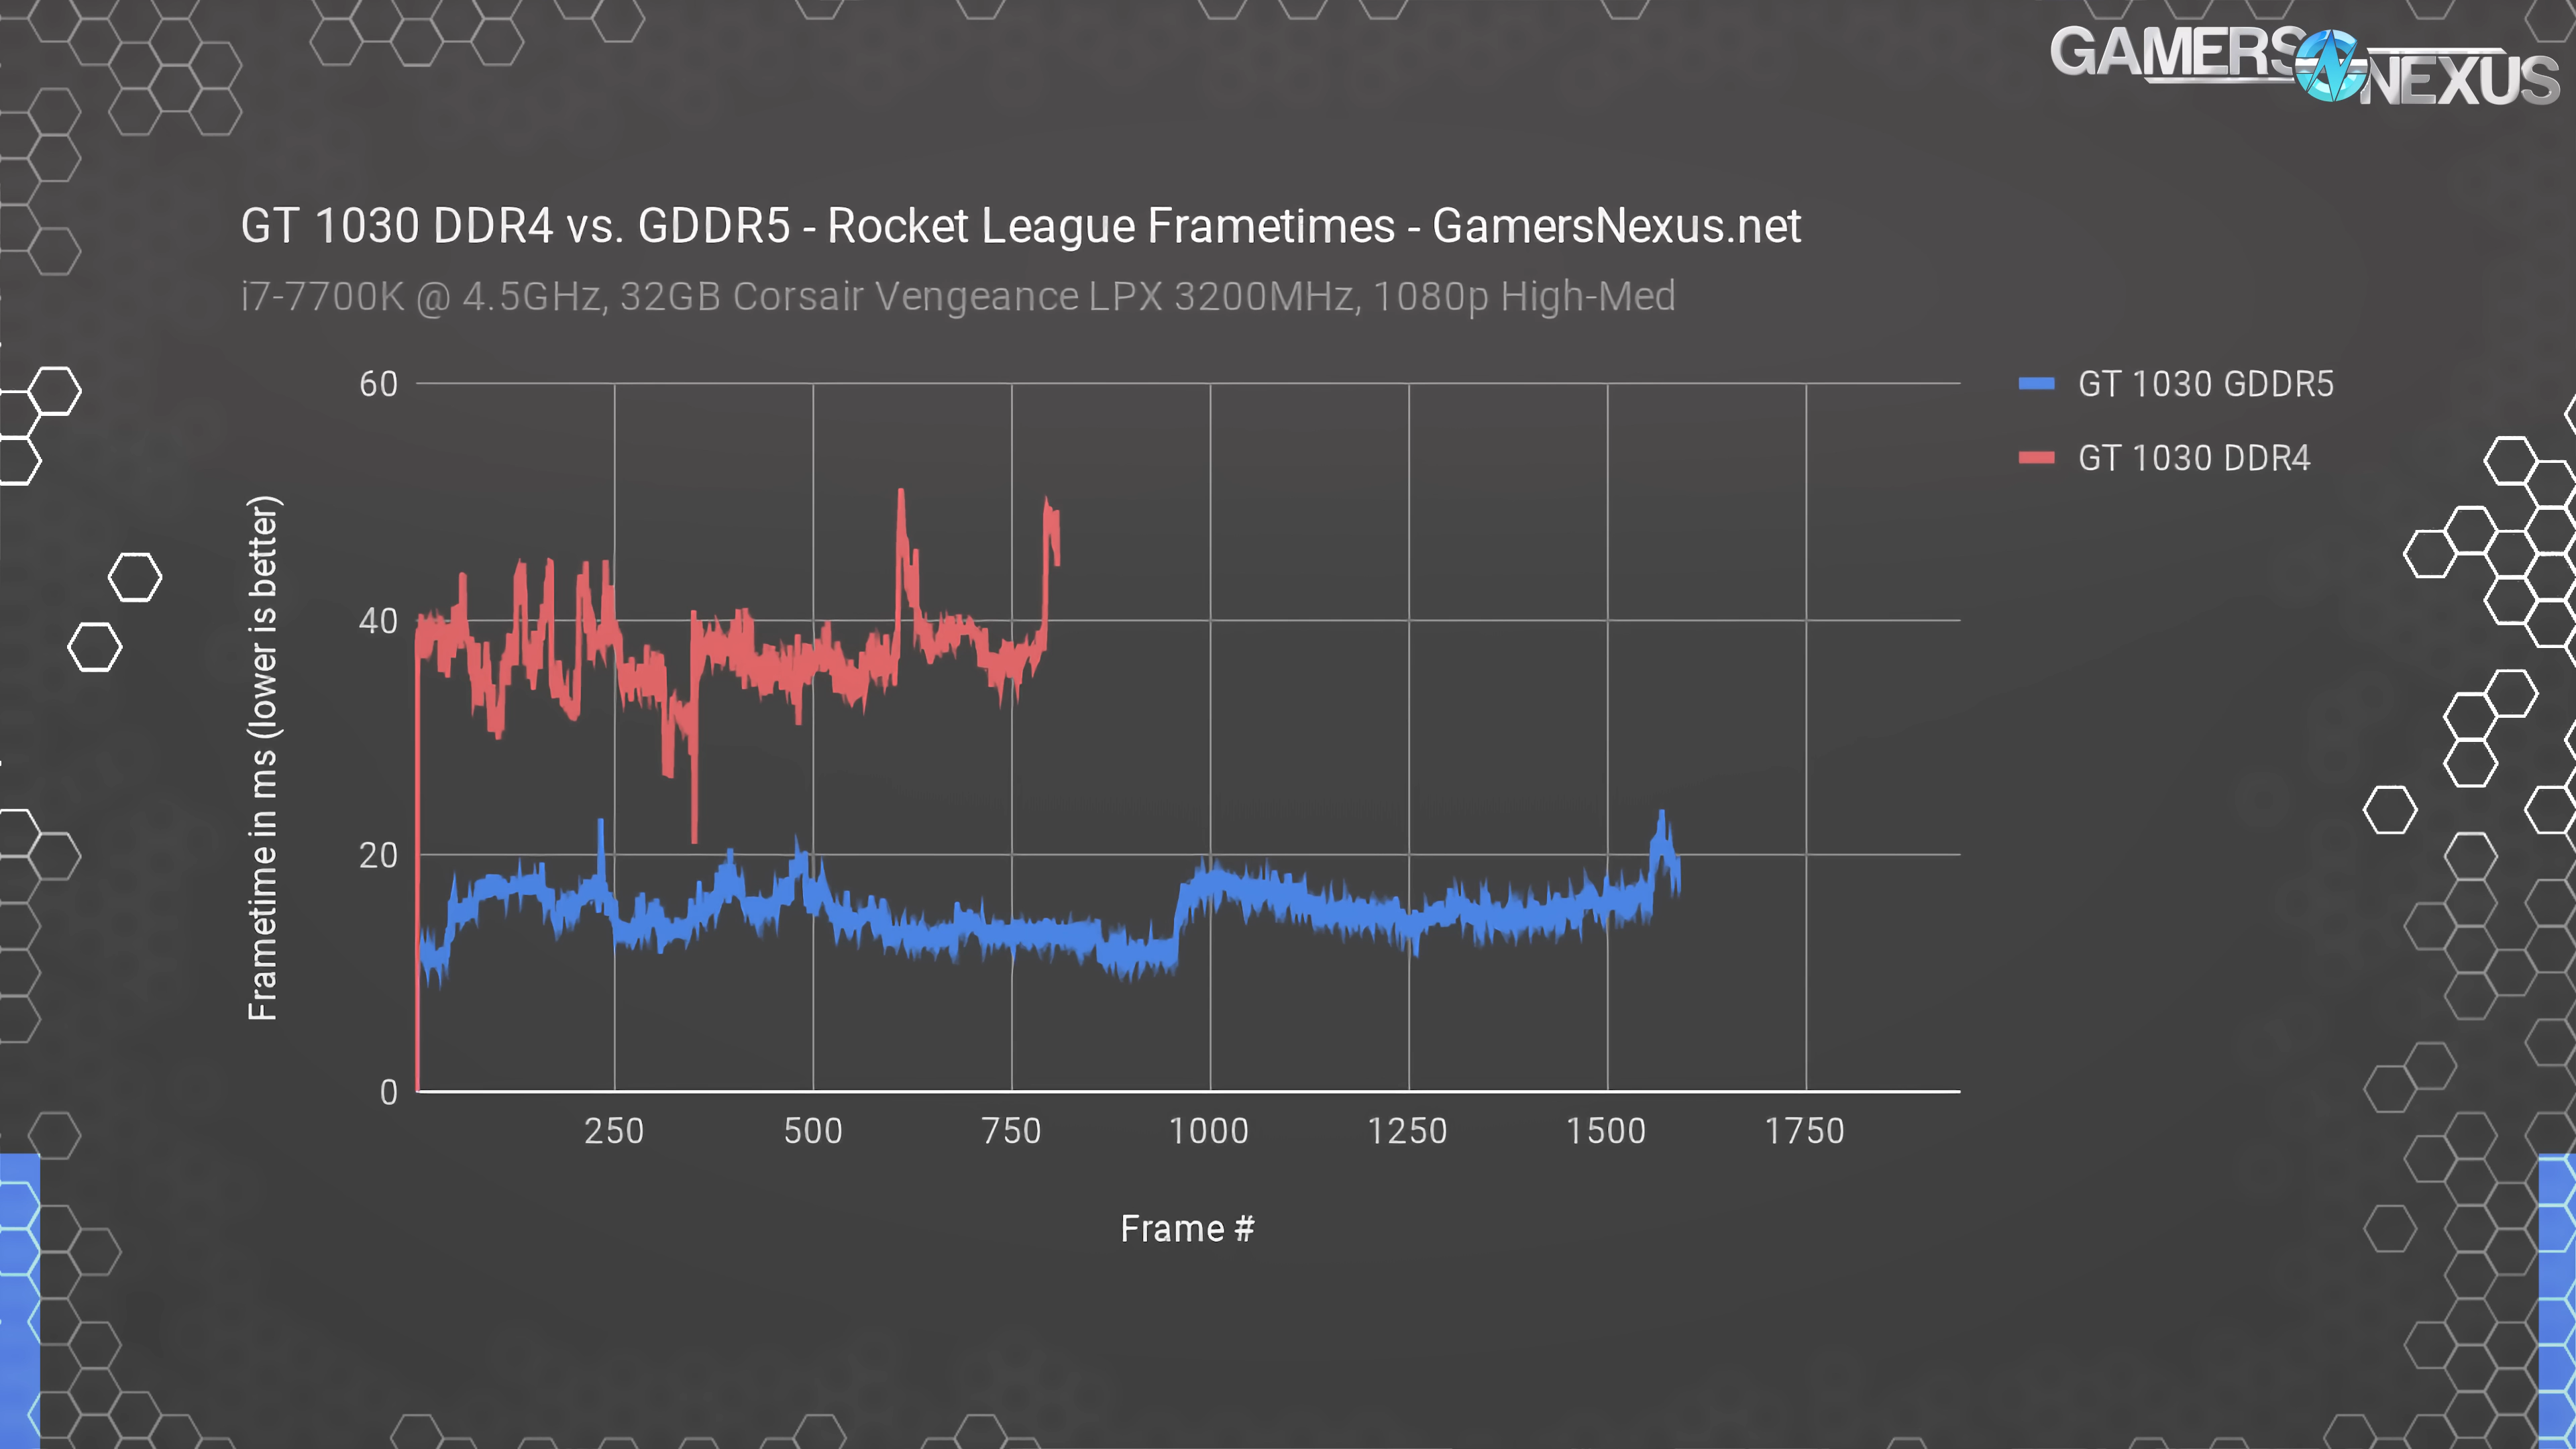 GAMERS NEXUS
GT 1030 DDR4 vs. GDDR5 - Rocket League Frametimes - GamersNexus.net
i7-7700K @ 4.5GHz, 32GB Corsair Vengeance LPX 3200MHz, 1080p High-Med
GT 1030 GDDR5
GT 1030 DDR4
Frametime in ms (lower is better)
60
40
20
0
250 500 750 1000 1250 1500 1750
Frame #